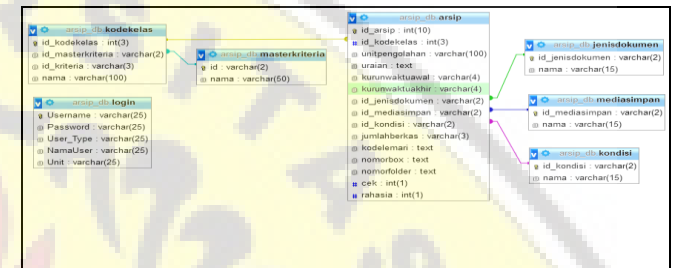 arsip_db kodekelas
id_kodekelas : int(3)
id_masterkriteria : varchar(2)
id_kriteria : varchar(3)
nama : varchar(100)
arsip_db masterkriteria
id : varchar(2)
nama : varchar(50)
arsip_db login
Username : varchar(25)
Password : varchar(25)
User_Type : varchar(25)
NamaUser : varchar(25)
Unit : varchar(25)
arsip_db arsip
id_arsip : int(10)
id_kodekelas : int(3)
unitpengolahan : varchar(100)
uraian : text
kurunwaktuawal : varchar(4)
kurunwaktuakhir : varchar(4)
id_jenisdokumen : varchar(2)
id_mediasimpan : varchar(2)
id_kondisi : varchar(2)
jumlahberkas : varchar(3)
kodelemari : text
nomorbox : text
nomorfolder : text
cek : int(1)
rahasia : int(1)
arsip_db jenisdokumen
id_jenisdokumen : varchar(2)
nama : varchar(15)
arsip_db mediasimpan
id_mediasimpan : varchar(2)
nama : varchar(15)
arsip_db kondisi
id_kondisi : varchar(2)
nama : varchar(15)